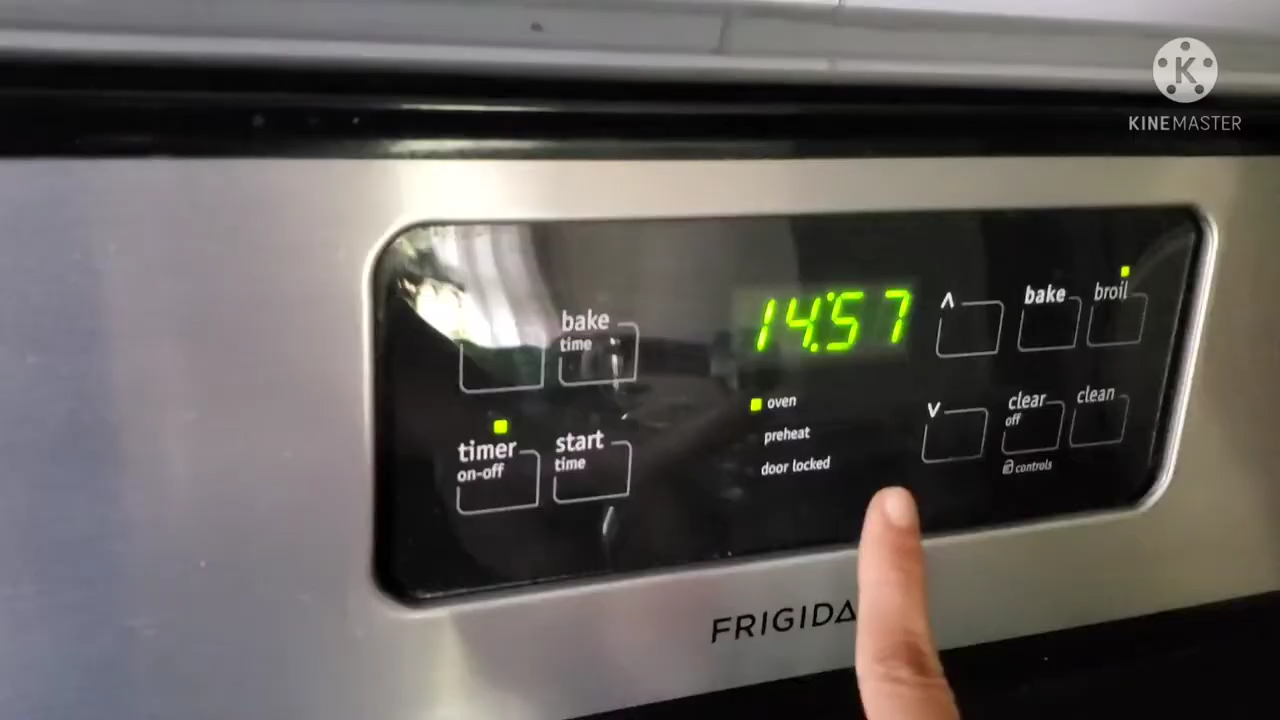 K
KINEMASTER
bake
time
14:57
^
bake
broil
oven
preheat
door locked
timer
on-off
start
time
v
clear
off
clean
controls
FRIGIDA